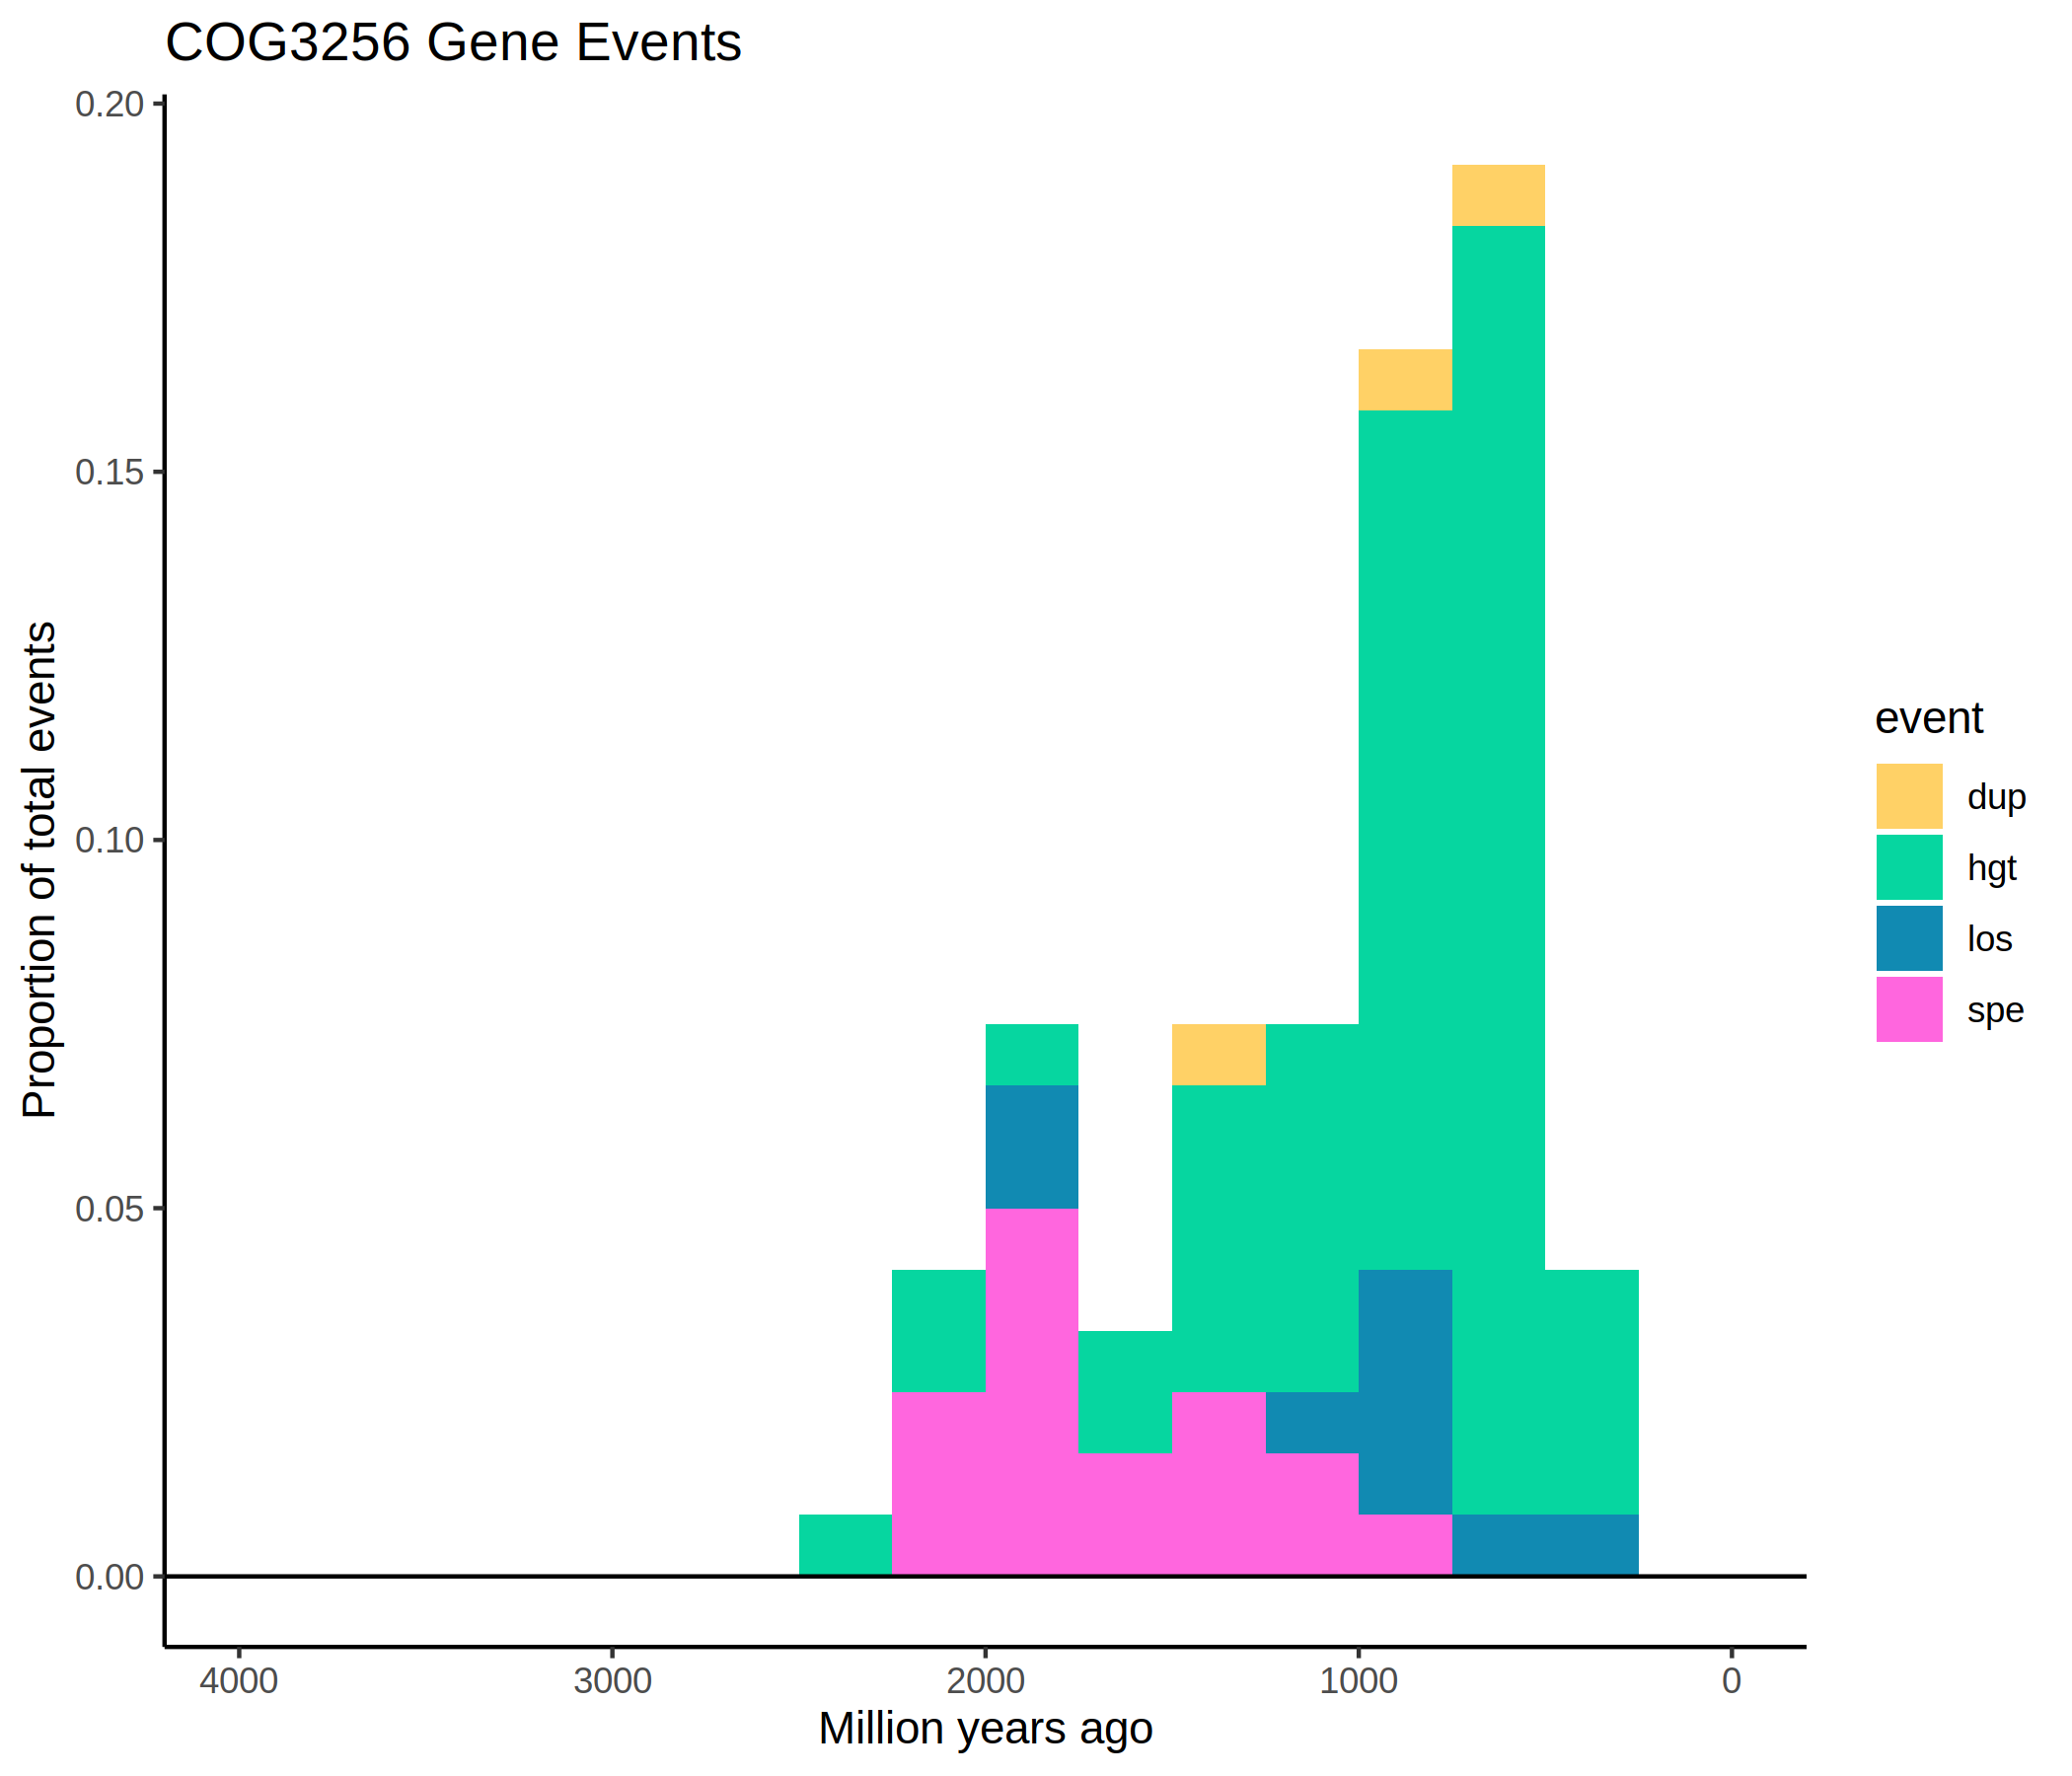 COG3256 Gene Events
Proportion of total events
0.20
0.15
0.10
0.05
0.00
4000 3000 2000 1000 0
Million years ago
event
dup
hgt
los
spe